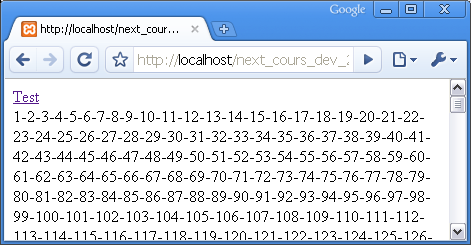 Google
http://localhost/next_cours...
http://localhost/next_cours_dev_2
Test
1-2-3-4-5-6-7-8-9-10-11-12-13-14-15-16-17-18-19-20-21-22-
23-24-25-26-27-28-29-30-31-32-33-34-35-36-37-38-39-40-41-
42-43-44-45-46-47-48-49-50-51-52-53-54-55-56-57-58-59-60-
61-62-63-64-65-66-67-68-69-70-71-72-73-74-75-76-77-78-79-
80-81-82-83-84-85-86-87-88-89-90-91-92-93-94-95-96-97-98-
99-100-101-102-103-104-105-106-107-108-109-110-111-112-
113-114-115-116-117-118-119-120-121-122-123-124-125-126-